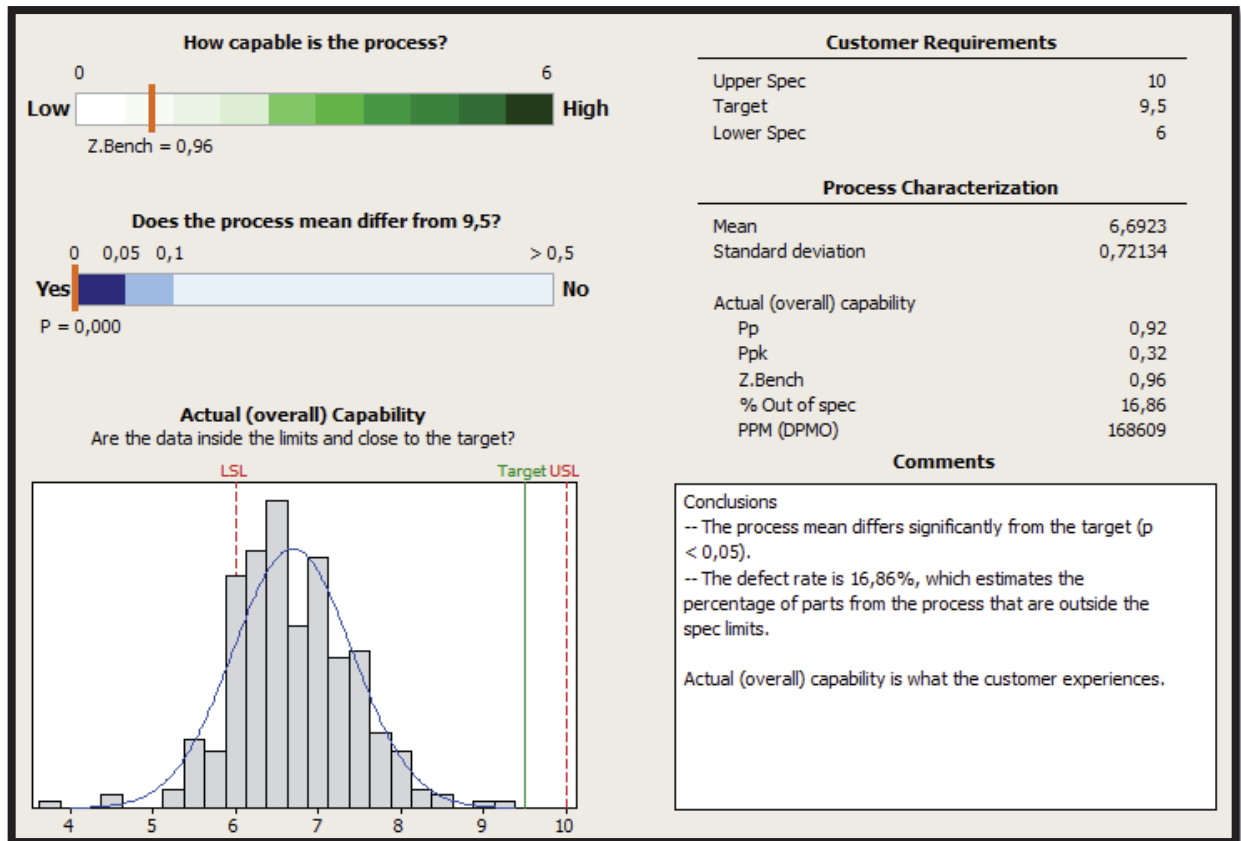 How capable is the process?
0 6
Low High
Z.Bench = 0,96
Does the process mean differ from 9,5?
0 0,05 0,1 > 0,5
Yes No
P = 0,000
Actual (overall) Capability
Are the data inside the limits and close to the target?
LSL Target USL
4 5 6 7 8 9 10
Customer Requirements
Upper Spec 10
Target 9,5
Lower Spec 6
Process Characterization
Mean 6,6923
Standard deviation 0,72134
Actual (overall) capability
Pp 0,92
Ppk 0,32
Z.Bench 0,96
% Out of spec 16,86
PPM (DPMO) 168609
Comments
Conclusions
-- The process mean differs significantly from the target (p
< 0,05).
-- The defect rate is 16,86%, which estimates the
percentage of parts from the process that are outside the
spec limits.
Actual (overall) capability is what the customer experiences.